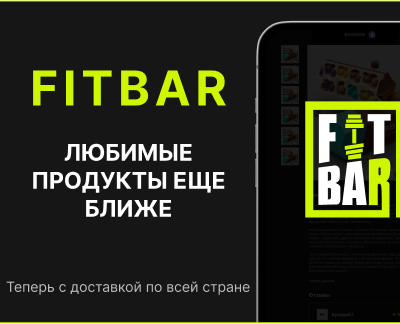 FITBAR
ЛЮБИМЫЕ
ПРОДУКТЫ ЕЩЕ
БЛИЖЕ
Теперь с доставкой по всей стране
FIT
BAR